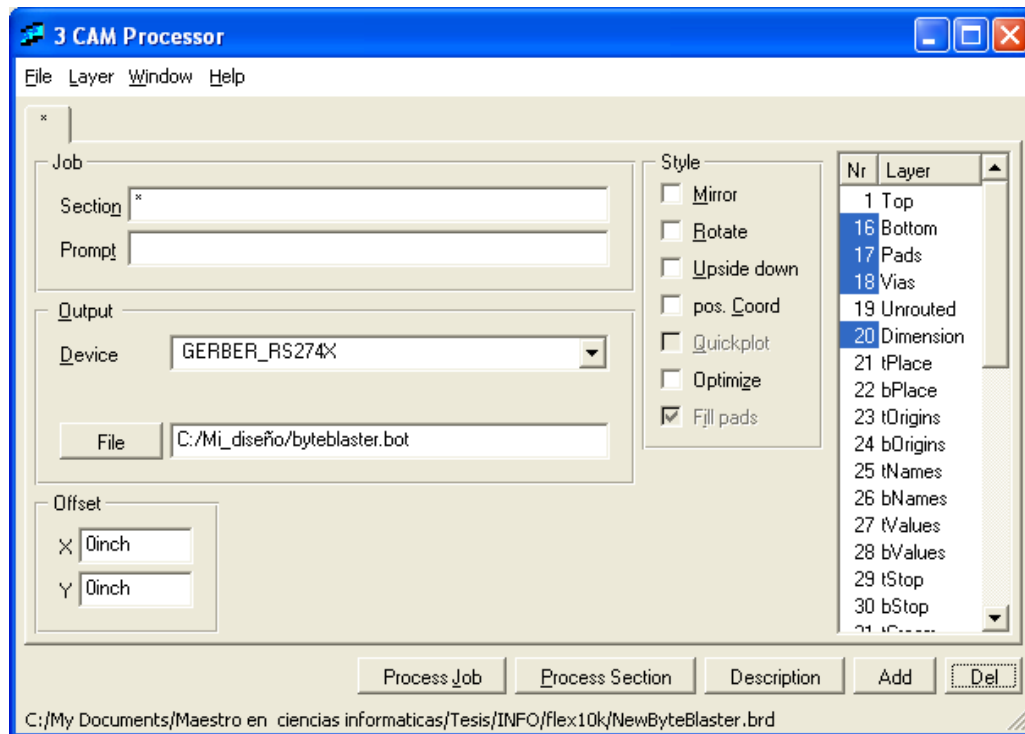 3 CAM Processor
File Layer Window Help
*
Job
Section *
Prompt
Output
Device GERBER_RS274X
File C:/Mi_diseño/byteblaster.bot
Offset
X 0inch
Y 0inch
Style
Mirror
Rotate
Upside down
pos. Coord
Quickplot
Optimize
Fill pads
Nr Layer
1 Top
16 Bottom
17 Pads
18 Vias
19 Unrouted
20 Dimension
21 tPlace
22 bPlace
23 tOrigins
24 bOrigins
25 tNames
26 bNames
27 tValues
28 bValues
29 tStop
30 bStop
Process Job Process Section Description Add Del
C:/My Documents/Maestro en ciencias informaticas/Tesis/INFO/flex10k/NewByteBlaster.brd